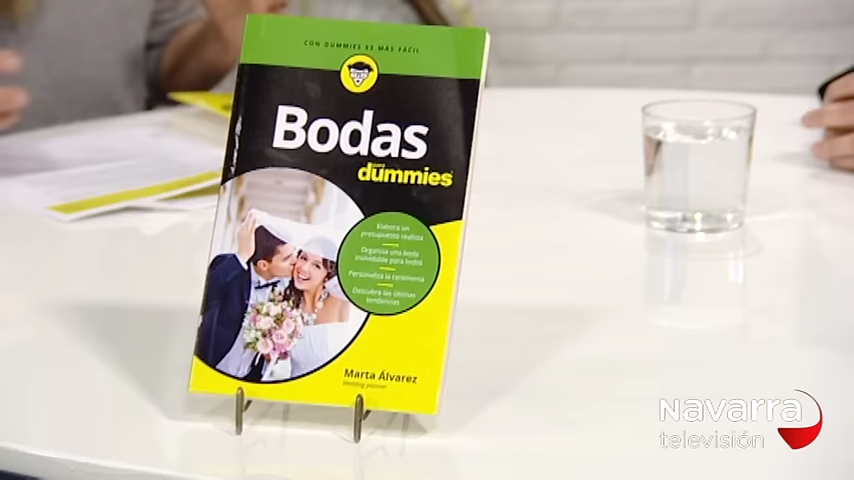 CON DUMMIES ES MÁS FÁCIL
Bodas
para
dummies
Elabora un
presupuesto realista
Organiza una boda
inolvidable para todos
Personaliza la ceremonia
Descubre las últimas
tendencias
Marta Álvarez
Wedding planner
Navarra
televisión